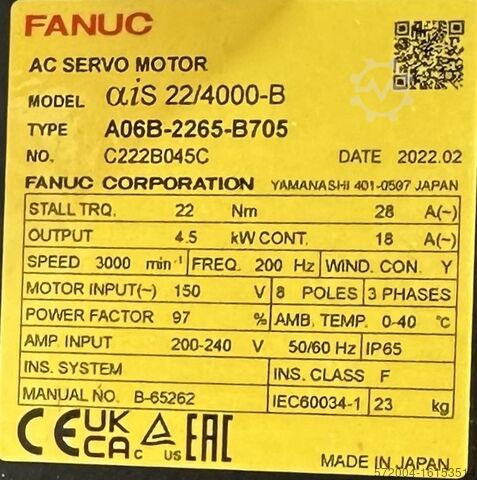 FANUC
AC SERVO MOTOR
MODEL αiS 22/4000-B
TYPE A06B-2265-B705
NO. C222B045C DATE 2022.02
FANUC CORPORATION YAMANASHI 401-0597 JAPAN
STALL TRQ. 22 Nm 28 A(~)
OUTPUT 4.5 kW CONT. 18 A(~)
SPEED 3000 min-1 FREQ. 200 Hz WIND. CON. Y
MOTOR INPUT(~) 150 V 8 POLES 3 PHASES
POWER FACTOR 97 % AMB. TEMP. 0-40 ℃
AMP. INPUT 200-240 V 50/60 Hz IP65
INS. SYSTEM INS. CLASS F
MANUAL NO. B-65262 IEC60034-1 23 kg
CE UK CA C US EAC
MADE IN JAPAN
572004-16153516